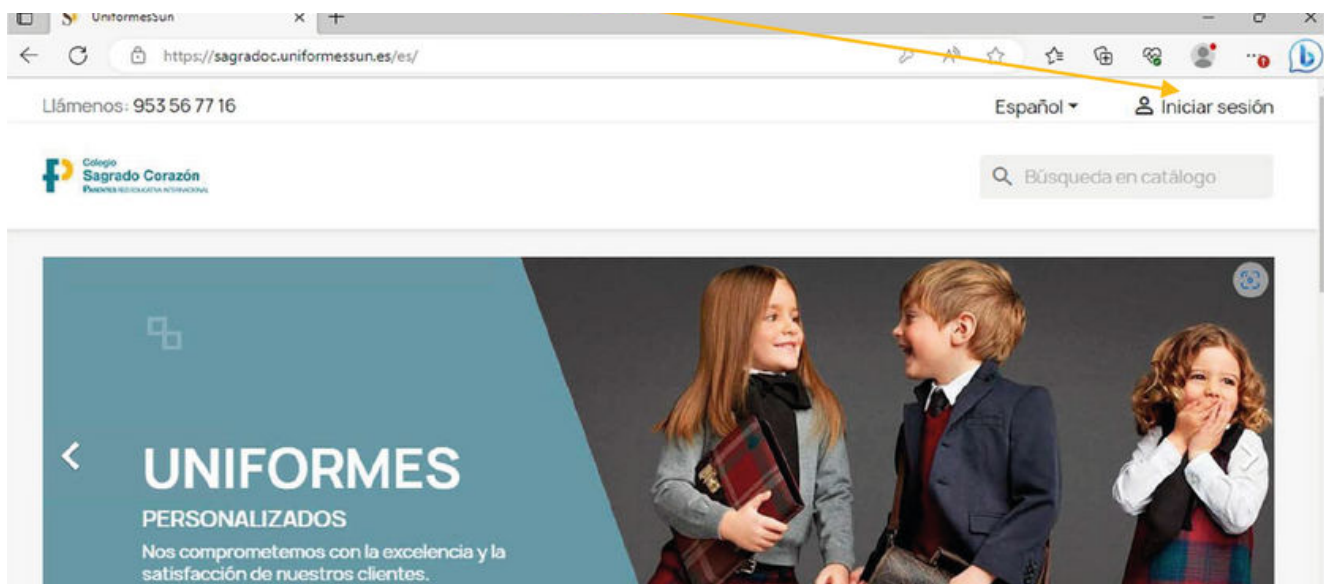 UniformesSun
https://sagradoc.uniformessun.es/es/
Llámenos: 953 56 77 16
Español
Iniciar sesión
Colegio
Sagrado Corazón
Búsqueda en catálogo
UNIFORMES
PERSONALIZADOS
Nos comprometemos con la excelencia y la
satisfacción de nuestros clientes.